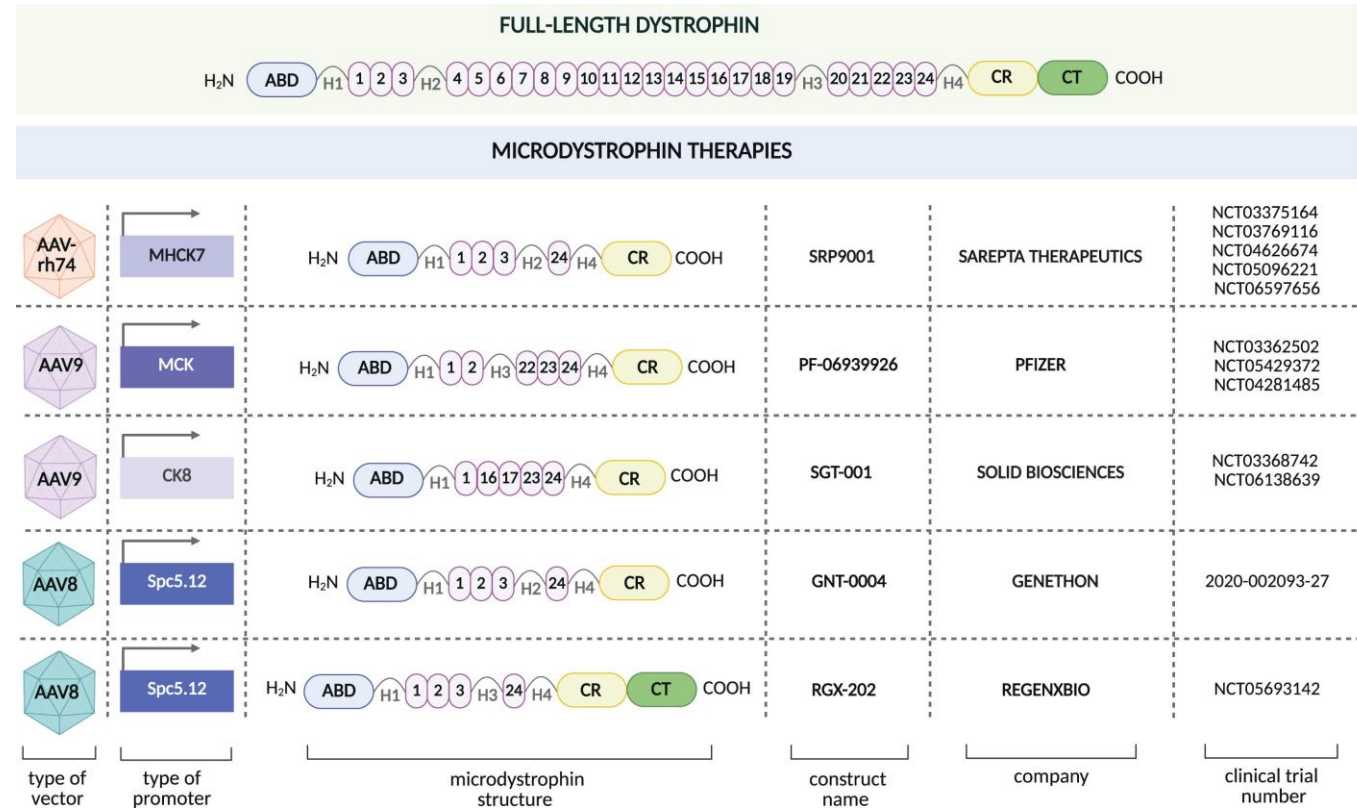 FULL-LENGTH DYSTROPHIN
H₂N ABD H1 1 2 3 H2 4 5 6 7 8 9 10 11 12 13 14 15 16 17 18 19 H3 20 21 22 23 24 H4 CR CT COOH
MICRODYSTROPHIN THERAPIES
AAV-
rh74
MHCK7
H₂N ABD H1 1 2 3 H2 24 H4 CR COOH
SRP9001
SAREPTA THERAPEUTICS
NCT03375164
NCT03769116
NCT04626674
NCT05096221
NCT06597656
AAV9
MCK
H₂N ABD H1 1 2 H3 22 23 24 H4 CR COOH
PF-06939926
PFIZER
NCT03362502
NCT05429372
NCT04281485
AAV9
CK8
H₂N ABD H1 1 16 17 23 24 H4 CR COOH
SGT-001
SOLID BIOSCIENCES
NCT03368742
NCT06138639
AAV8
Spc5.12
H₂N ABD H1 1 2 3 H2 24 H4 CR COOH
GNT-0004
GENETHON
2020-002093-27
AAV8
Spc5.12
H₂N ABD H1 1 2 3 H3 24 H4 CR CT COOH
RGX-202
REGENXBIO
NCT05693142
type of
vector
type of
promoter
microdystrophin
structure
construct
name
company
clinical trial
number